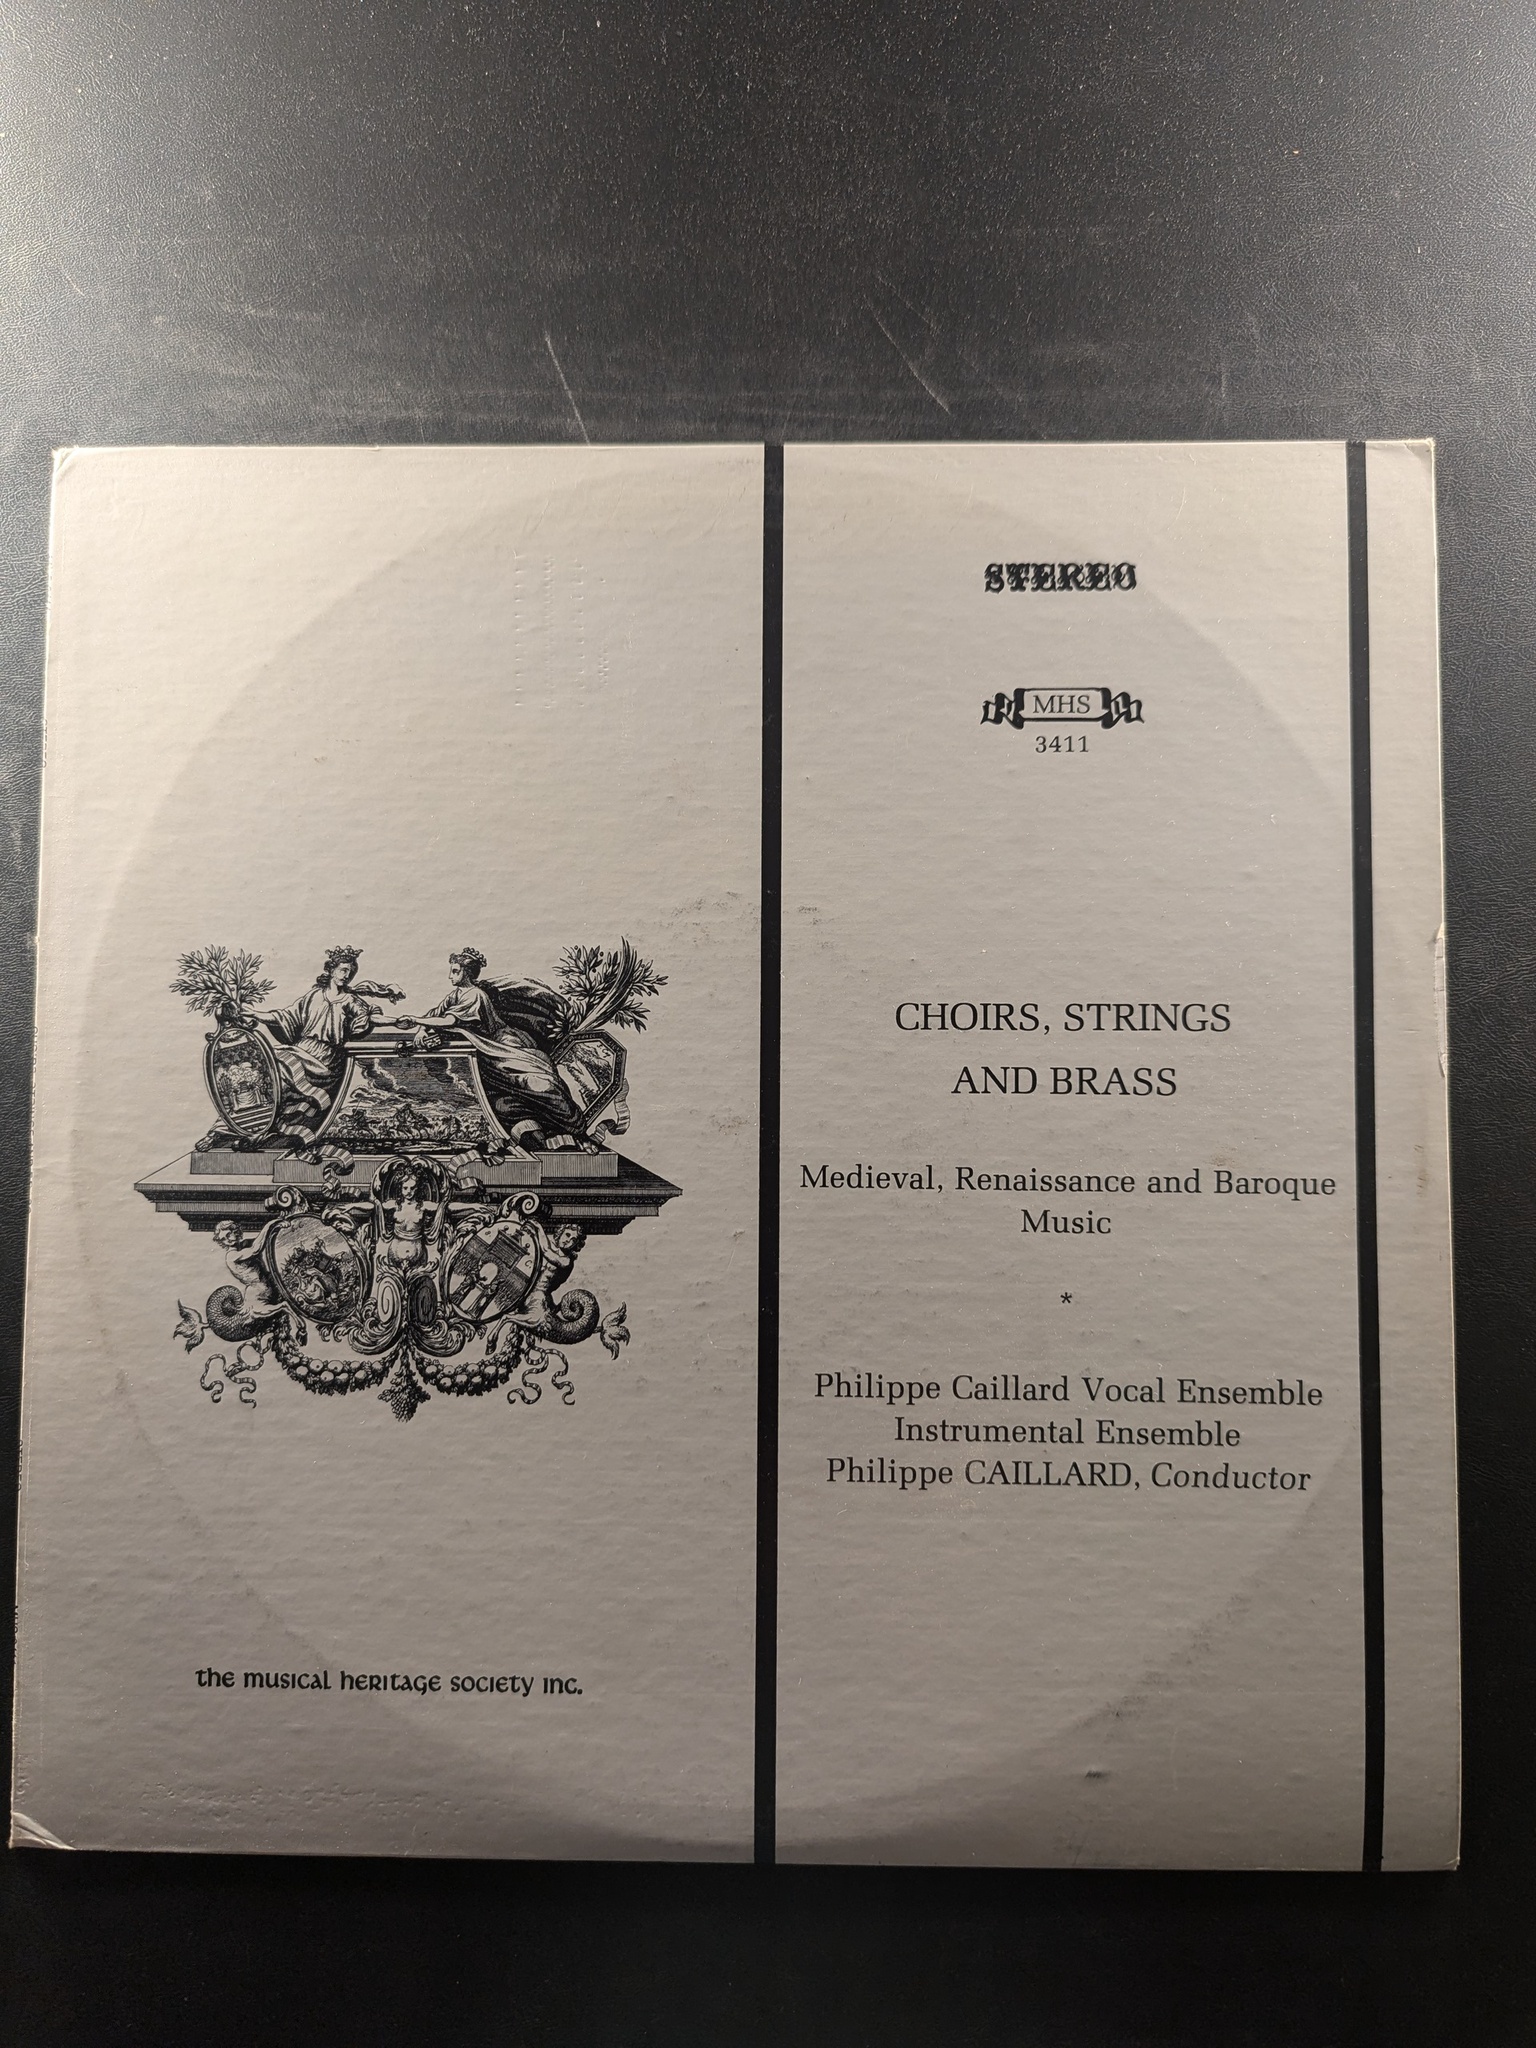 STEREO
MHS
3411
CHOIRS, STRINGS
AND BRASS
Medieval, Renaissance and Baroque
Music
*
Philippe Caillard Vocal Ensemble
Instrumental Ensemble
Philippe CAILLARD, Conductor
the musical heritage society inc.